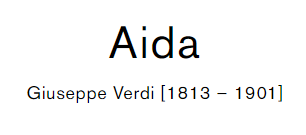 Aida
Giuseppe Verdi [1813 – 1901]